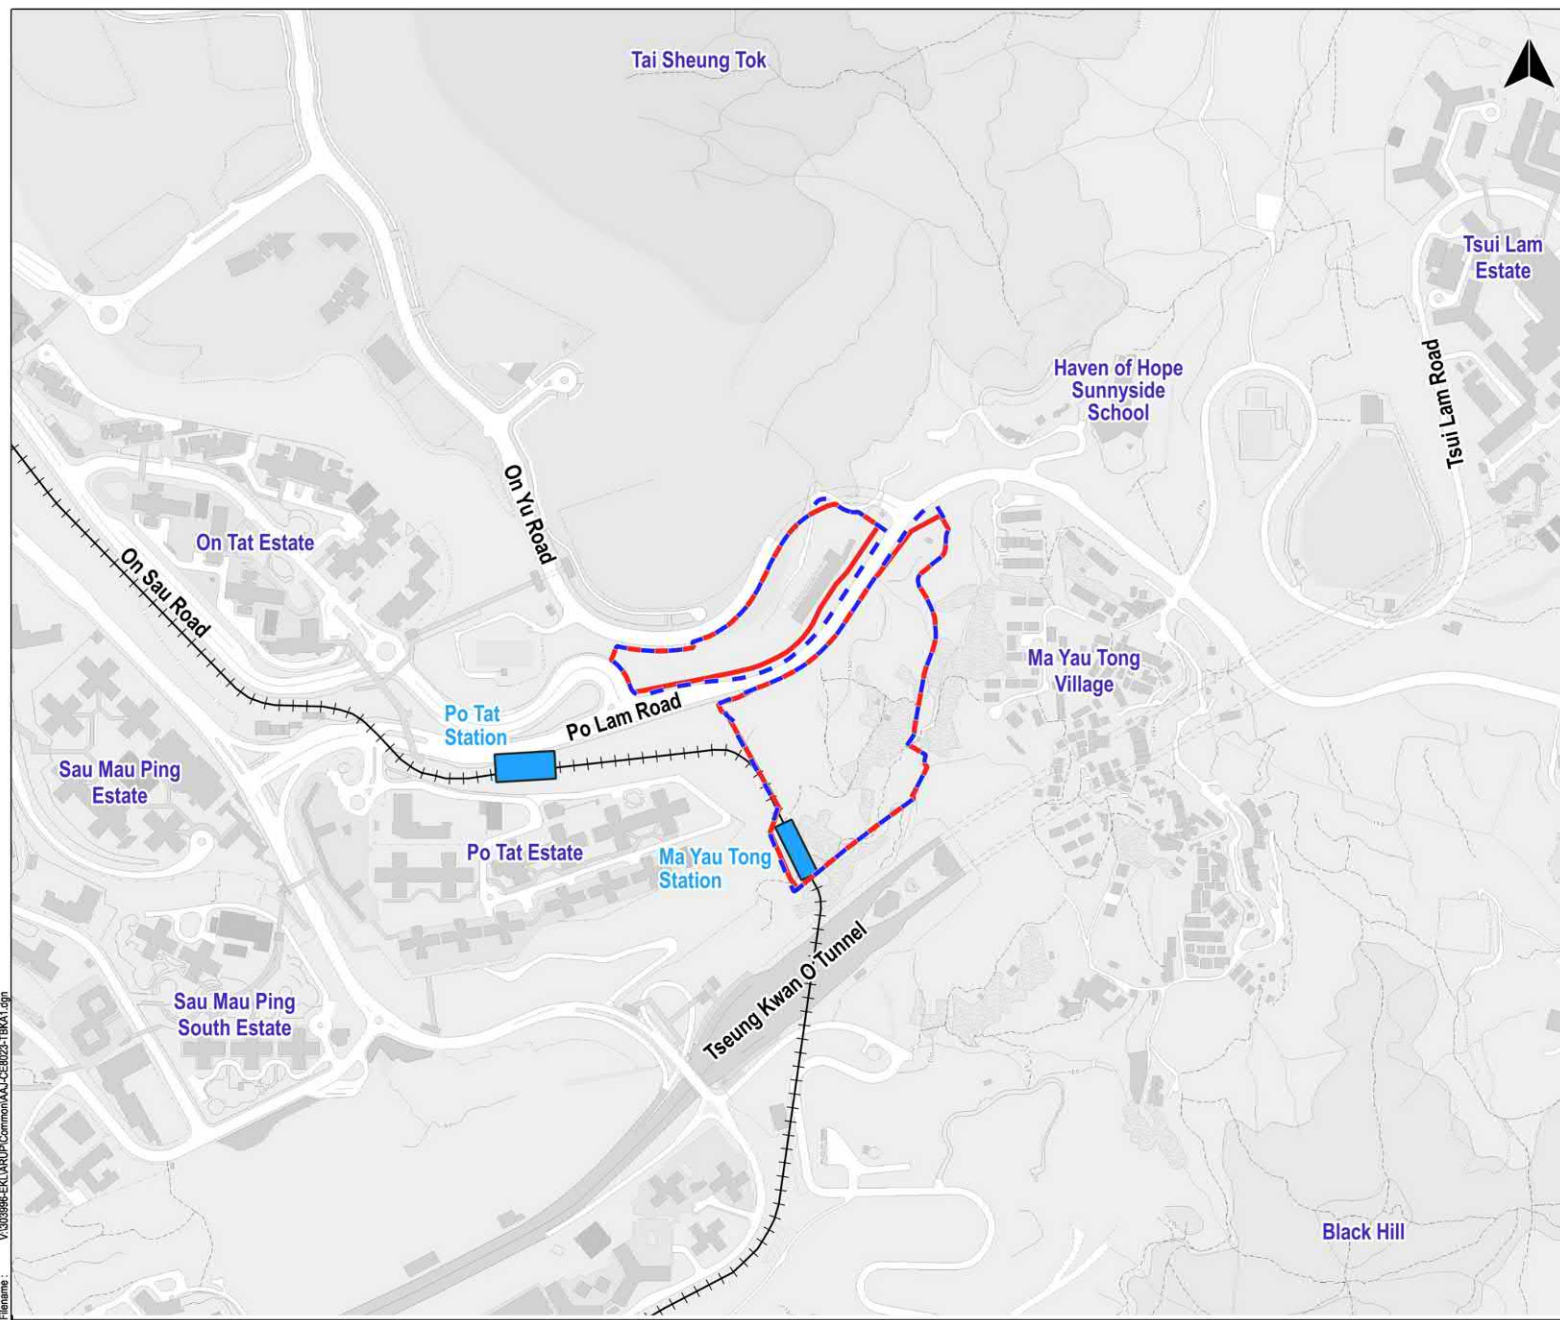 Tai Sheung Tok
Tsui Lam
Estate
Tsui Lam Road
Haven of Hope
Sunnyside
School
On Yu Road
On Tat Estate
On Sau Road
Ma Yau Tong
Village
Po Lam Road
Po Tat
Station
Sau Mau Ping
Estate
Po Tat Estate
Ma Yau Tong
Station
Tseung Kwan O Tunnel
Sau Mau Ping
South Estate
Black Hill
Filename :